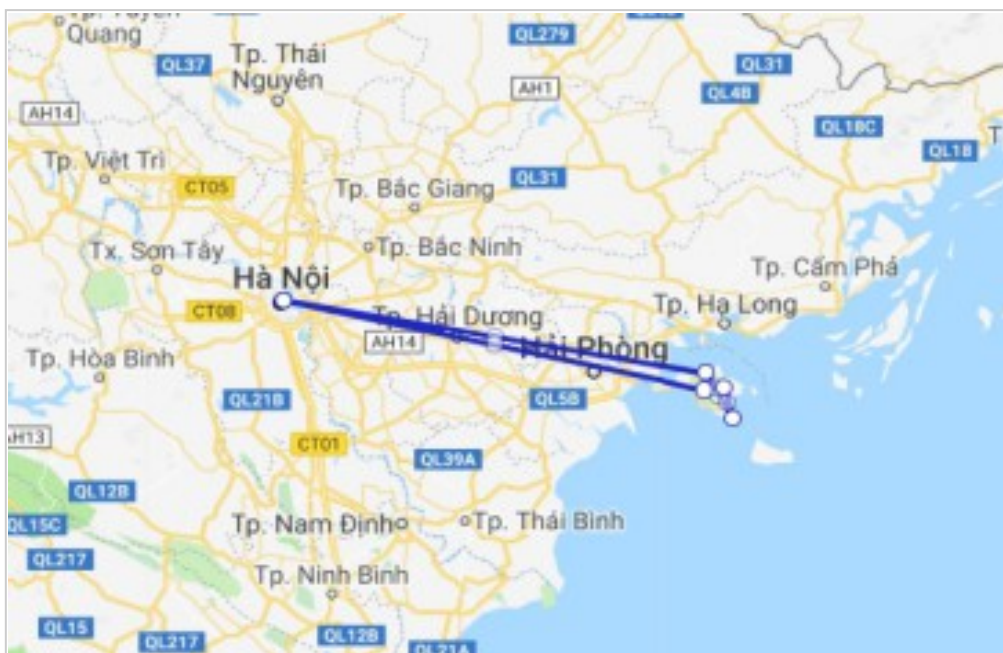 Tp. Tuyên
Quang
QL37
Tp. Thái
Nguyên
AH14
QL279
AH1
QL31
QL4B
QL18C
QL18
T
Tp. Việt Trì
CT05
Tp. Bắc Giang
QL31
Tx. Sơn Tây
Tp. Bắc Ninh
Hà Nội
Tp. Cẩm Phả
CT08
Tp. Hải Dương
Tp. Hạ Long
AH14
Hải Phòng
Tp. Hòa Bình
QL21B
QL5B
AH13
CT01
QL39A
QL12B
QL15C
Tp. Nam Định
Tp. Thái Bình
QL217
Tp. Ninh Bình
QL15
QL217
QL12B
QL21A